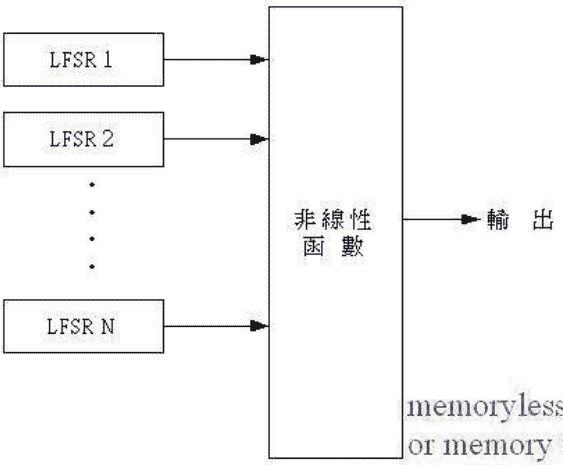 LFSR 1
LFSR 2
LFSR N
非線性
函數
輸 出
memoryless
or memory